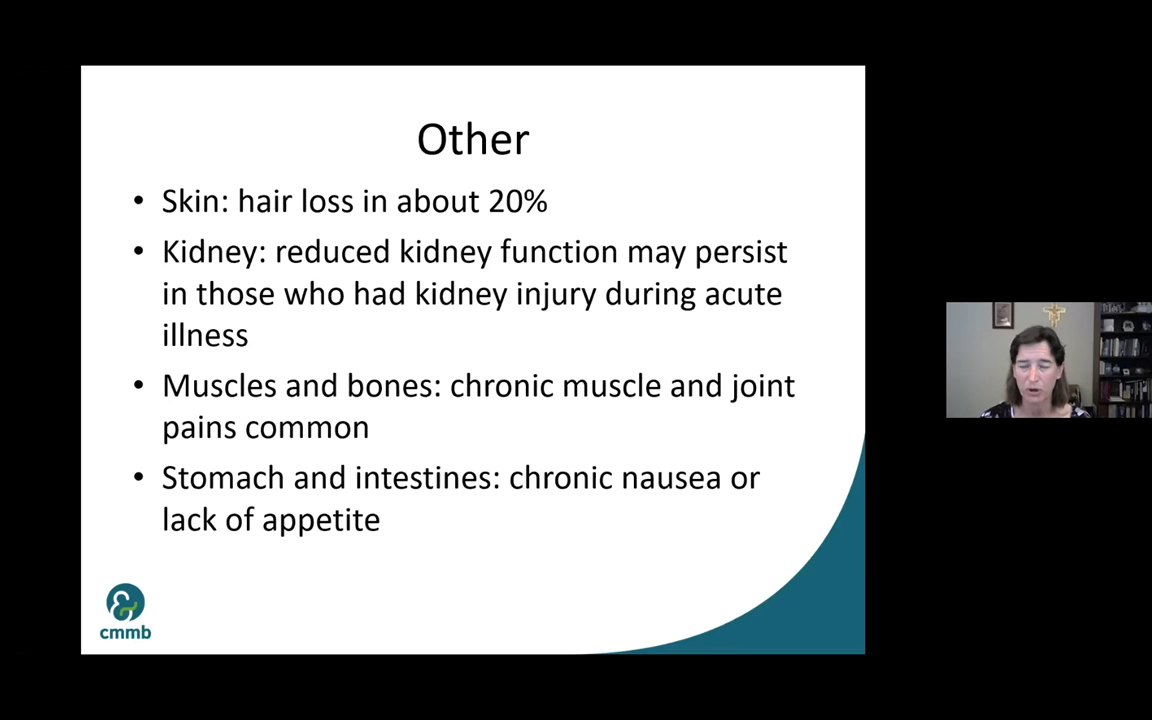 Other
• Skin: hair loss in about 20%
• Kidney: reduced kidney function may persist
in those who had kidney injury during acute
illness
• Muscles and bones: chronic muscle and joint
pains common
• Stomach and intestines: chronic nausea or
lack of appetite
cmmb